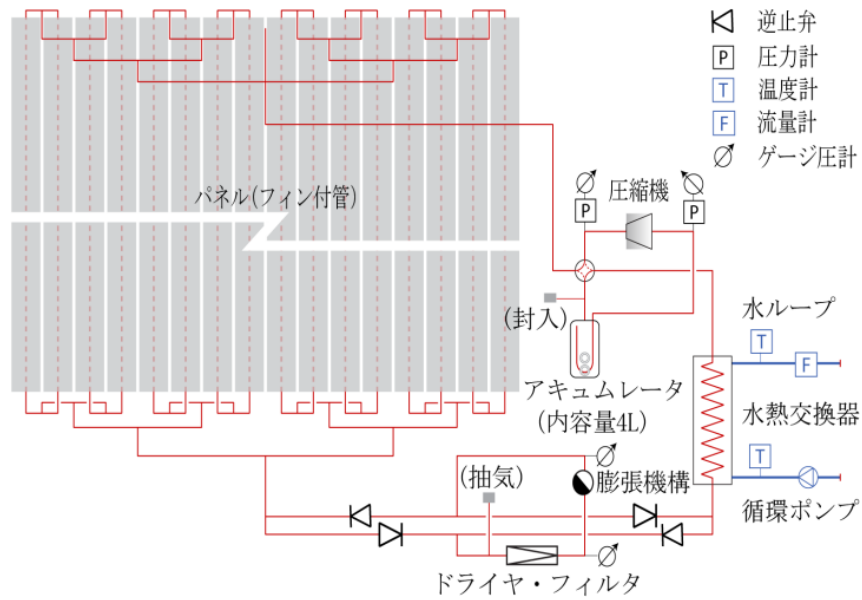 逆止弁
P
圧力計
T
温度計
F
流量計
ゲージ圧計
パネル(フィン付管)
圧縮機
P
P
(封入)
アキュムレータ
(内容量4L)
水ループ
T
F
水熱交換器
T
循環ポンプ
(抽気)
膨張機構
ドライヤ・フィルタ